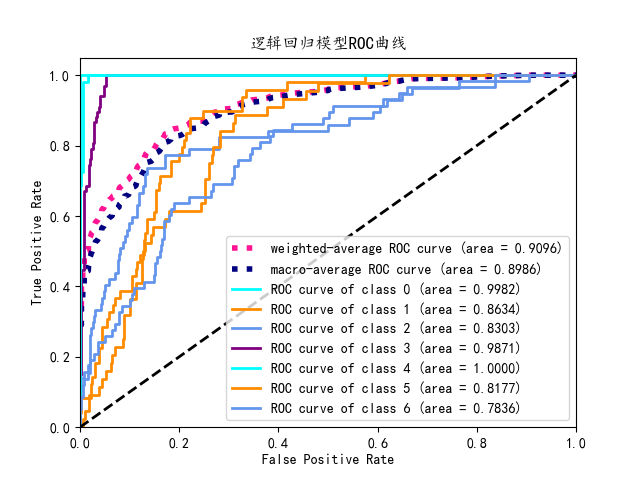 逻辑回归模型ROC曲线
True Positive Rate
1.0
0.8
0.6
0.4
0.2
0.0
weighted-average ROC curve (area = 0.9096)
macro-average ROC curve (area = 0.8986)
ROC curve of class 0 (area = 0.9982)
ROC curve of class 1 (area = 0.8634)
ROC curve of class 2 (area = 0.8303)
ROC curve of class 3 (area = 0.9871)
ROC curve of class 4 (area = 1.0000)
ROC curve of class 5 (area = 0.8177)
ROC curve of class 6 (area = 0.7836)
0.0 0.2 0.4 0.6 0.8 1.0
False Positive Rate